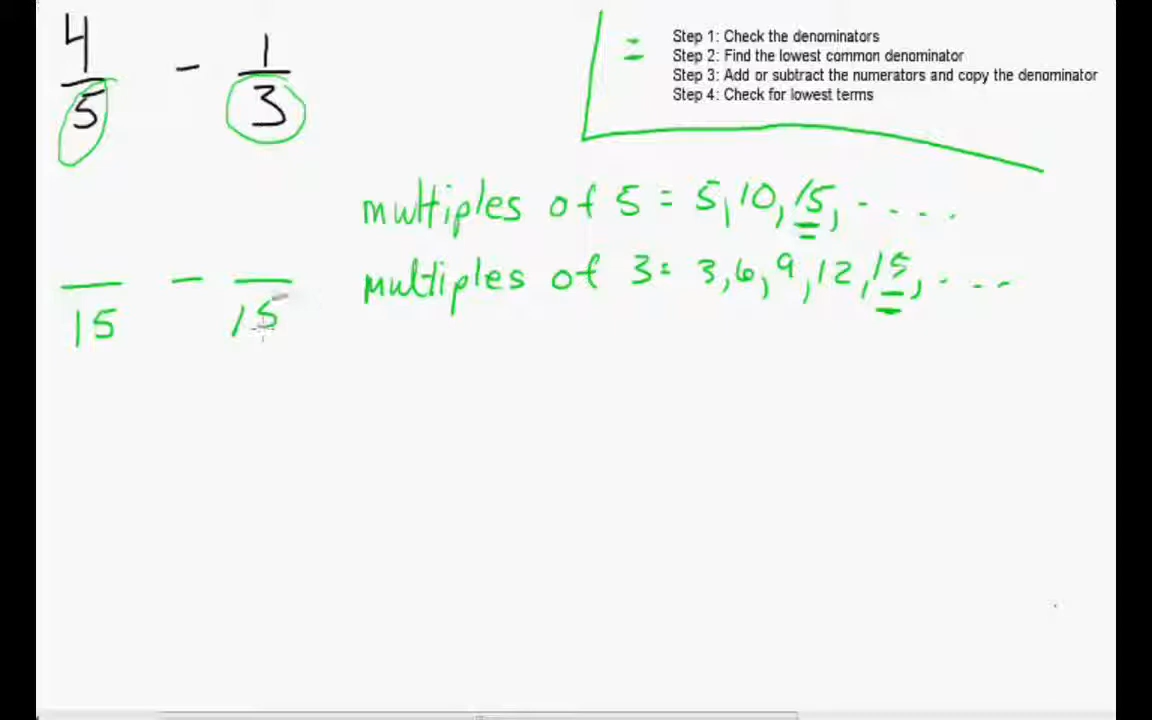 4/5 - 1/3
=
Step 1: Check the denominators
Step 2: Find the lowest common denominator
Step 3: Add or subtract the numerators and copy the denominator
Step 4: Check for lowest terms
multiples of 5 = 5, 10, 15, .....
multiples of 3 = 3, 6, 9, 12, 15, ....
/15 - /15